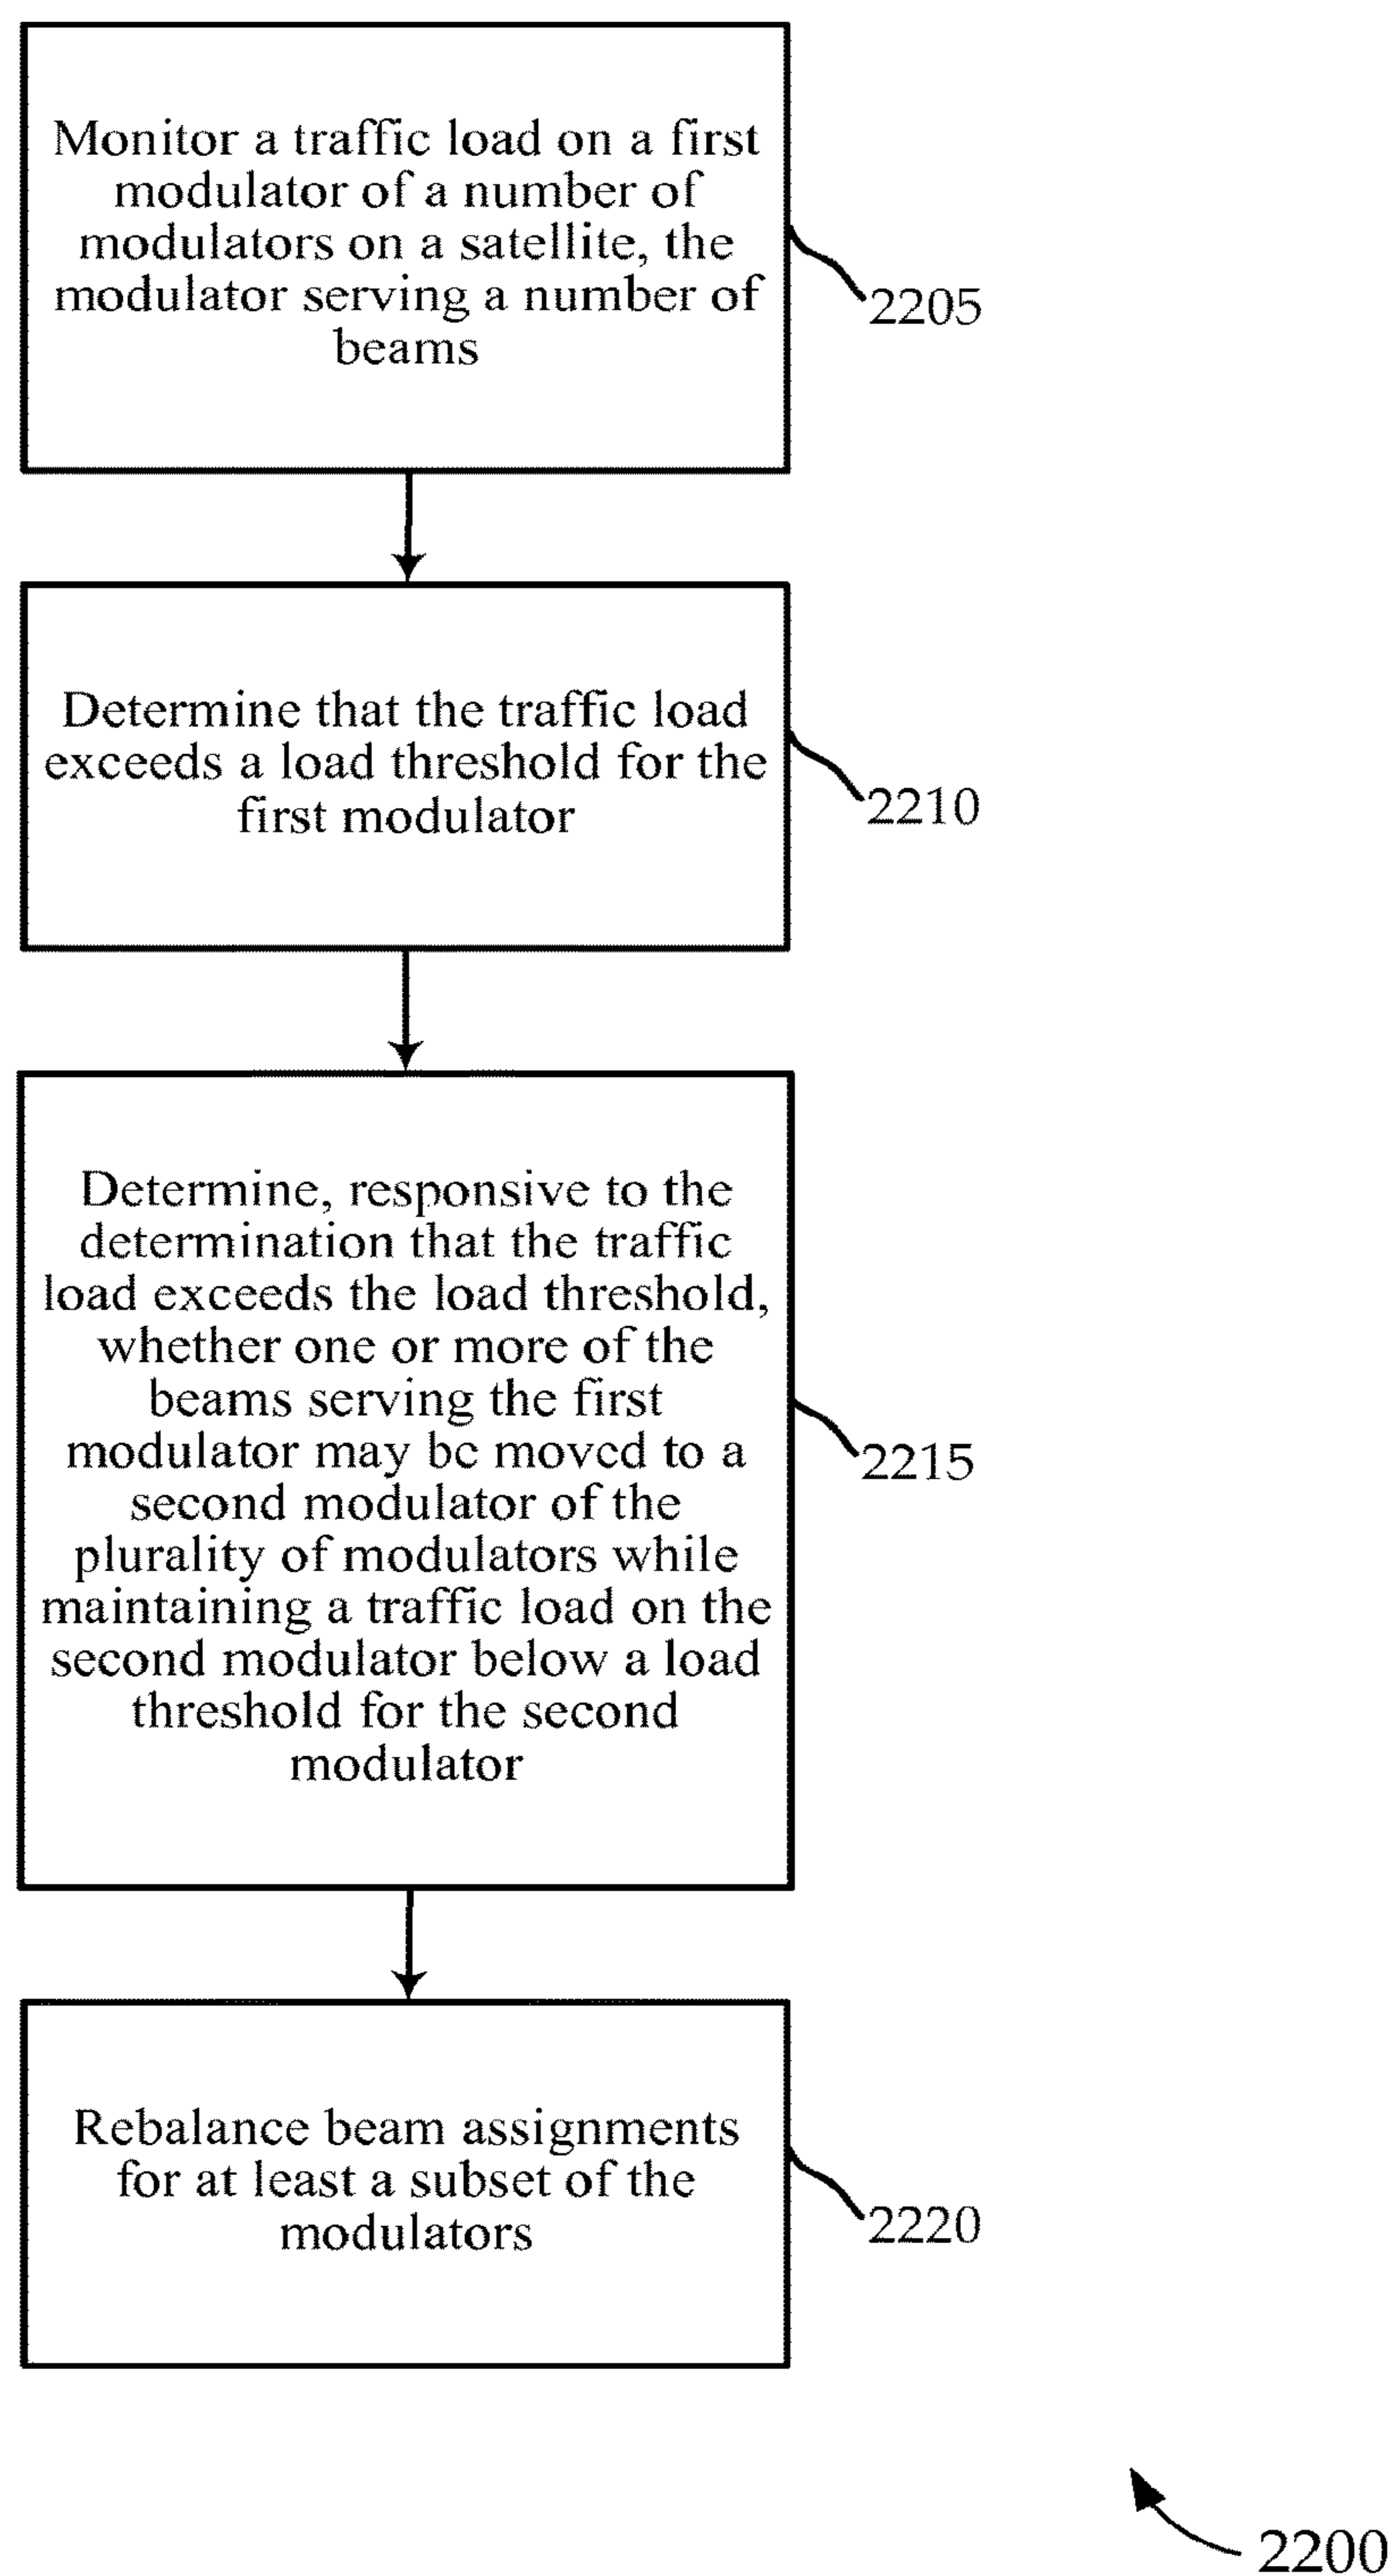 Monitor a traffic load on a first
modulator of a number of
modulators on a satellite, the
modulator serving a number of
beams
2205
Determine that the traffic load
exceeds a load threshold for the
first modulator
2210
Determine, responsive to the
determination that the traffic
load exceeds the load threshold,
whether one or more of the
beams serving the first
modulator may be moved to a
second modulator of the
plurality of modulators while
maintaining a traffic load on the
second modulator below a load
threshold for the second
modulator
2215
Rebalance beam assignments
for at least a subset of the
modulators
2220
2200